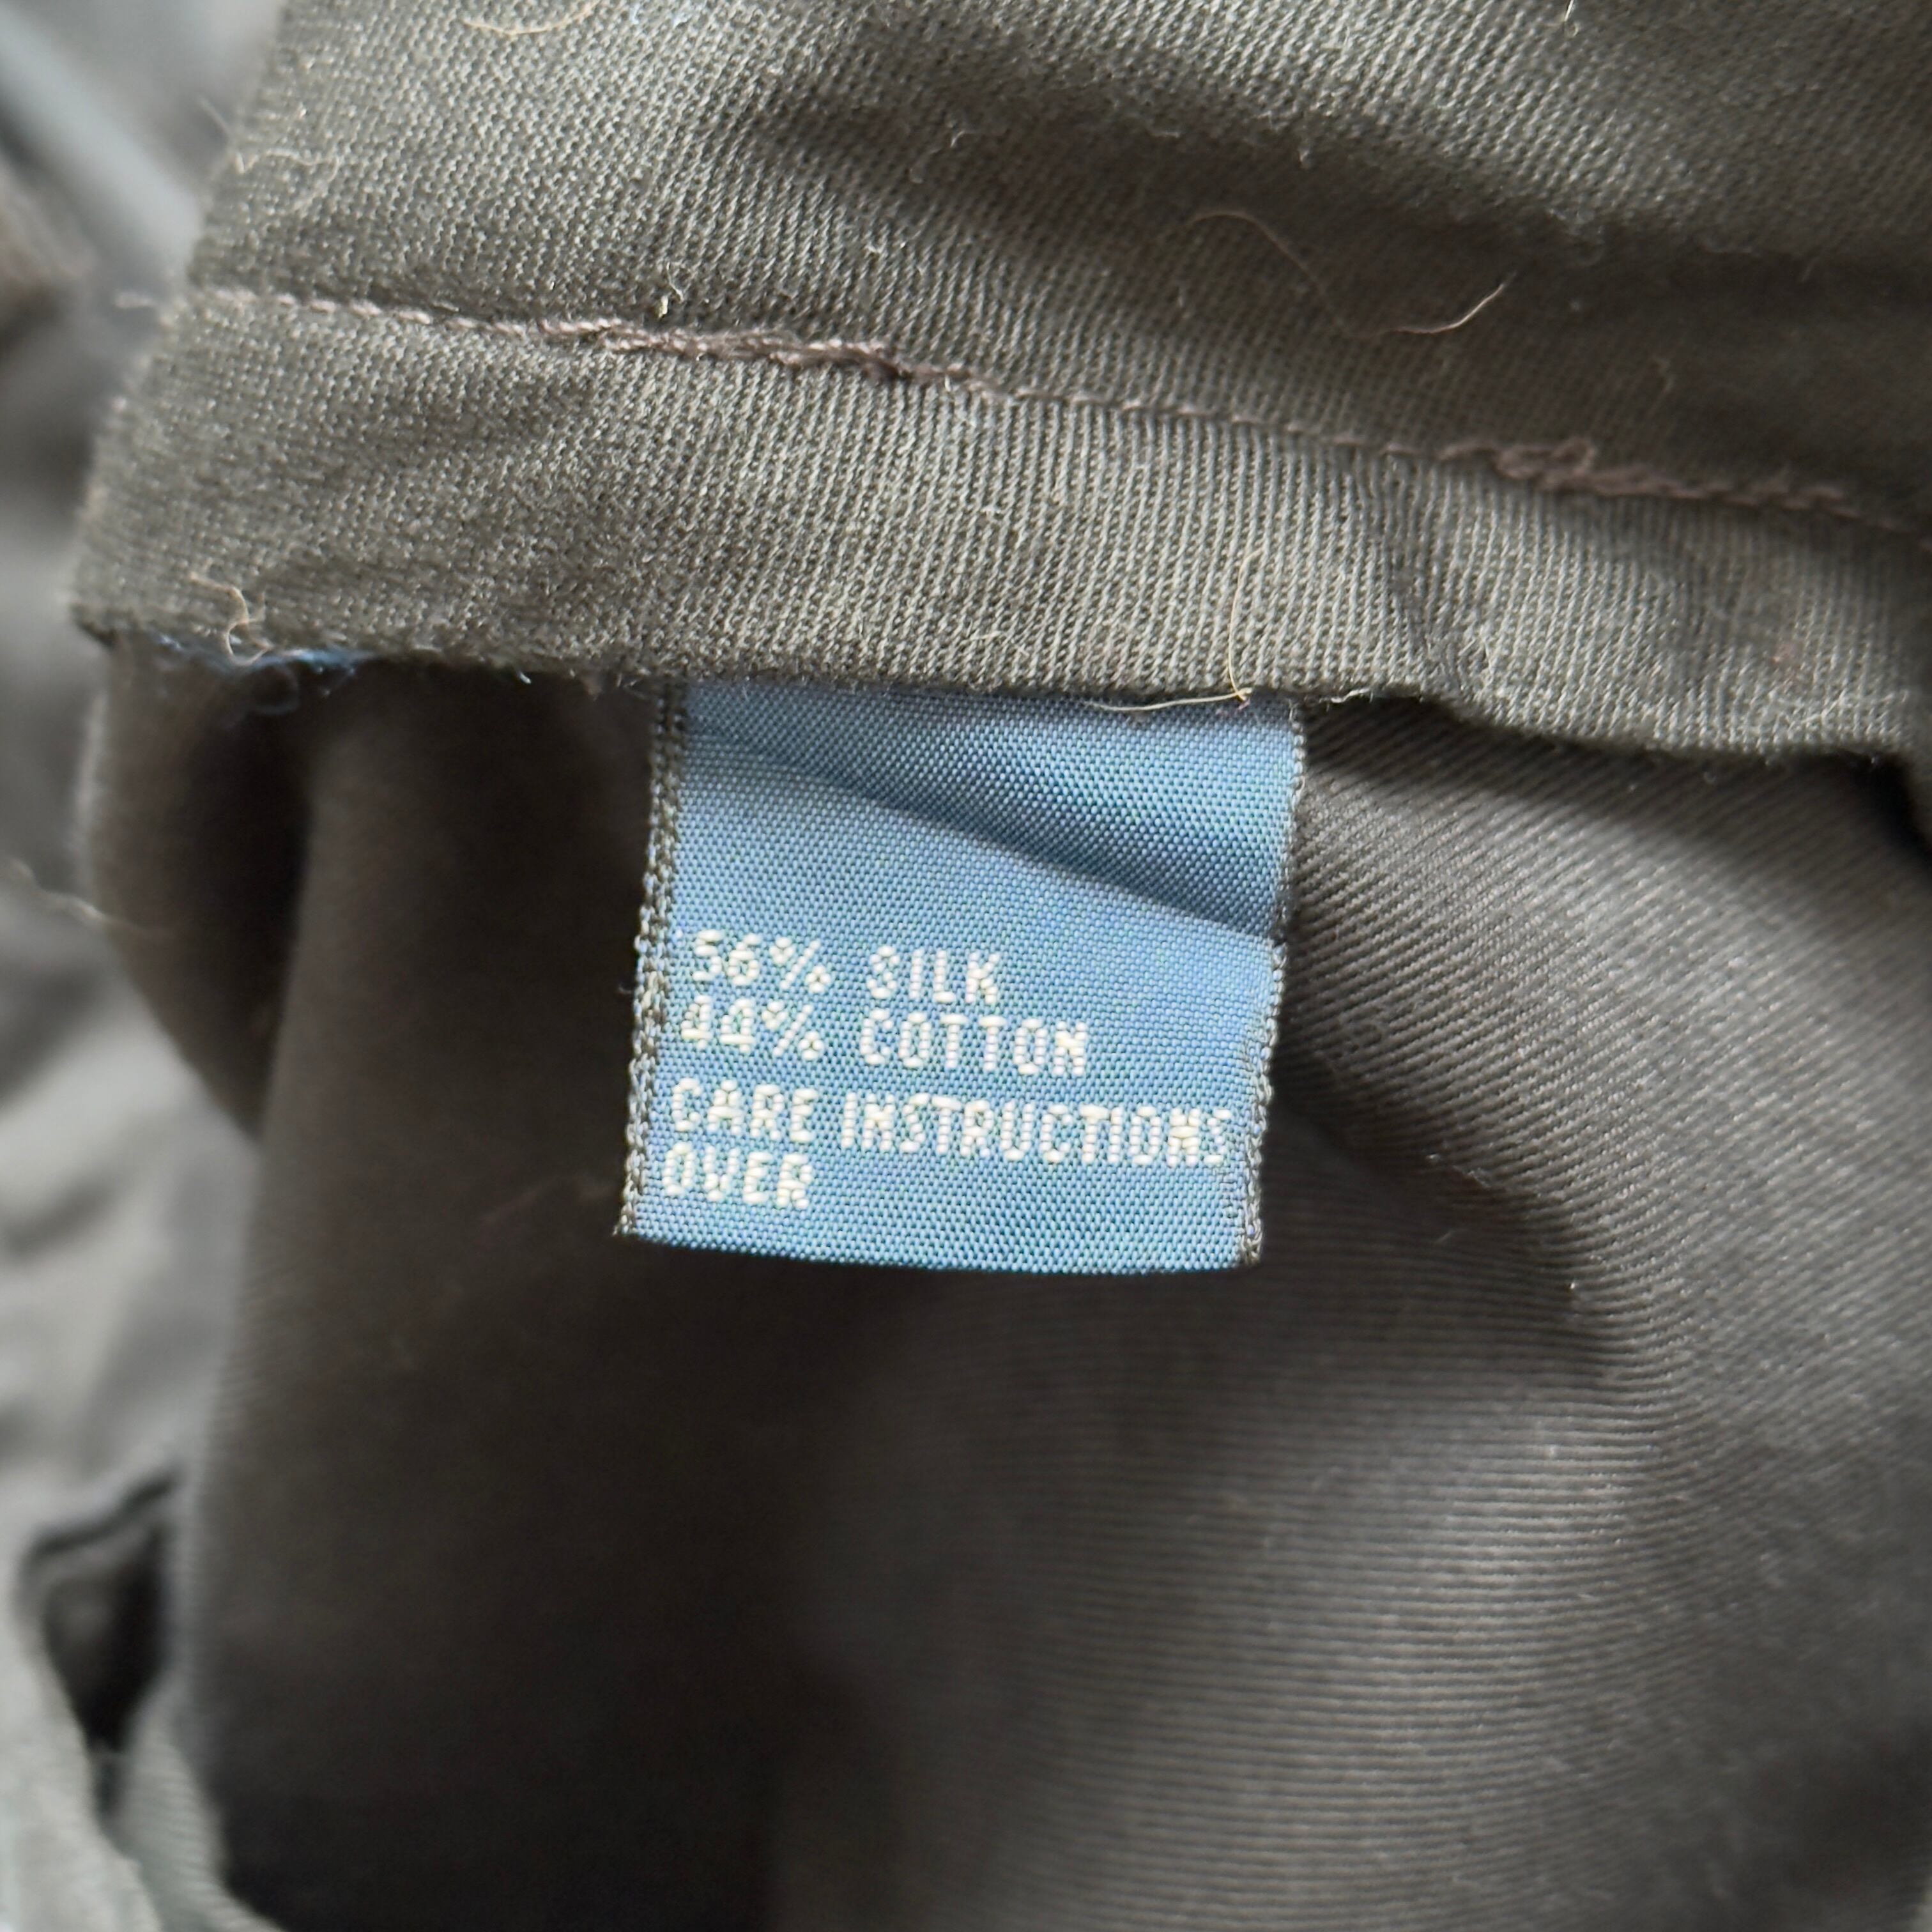 56% SILK
44% COTTON
CARE INSTRUCTIONS
OVER